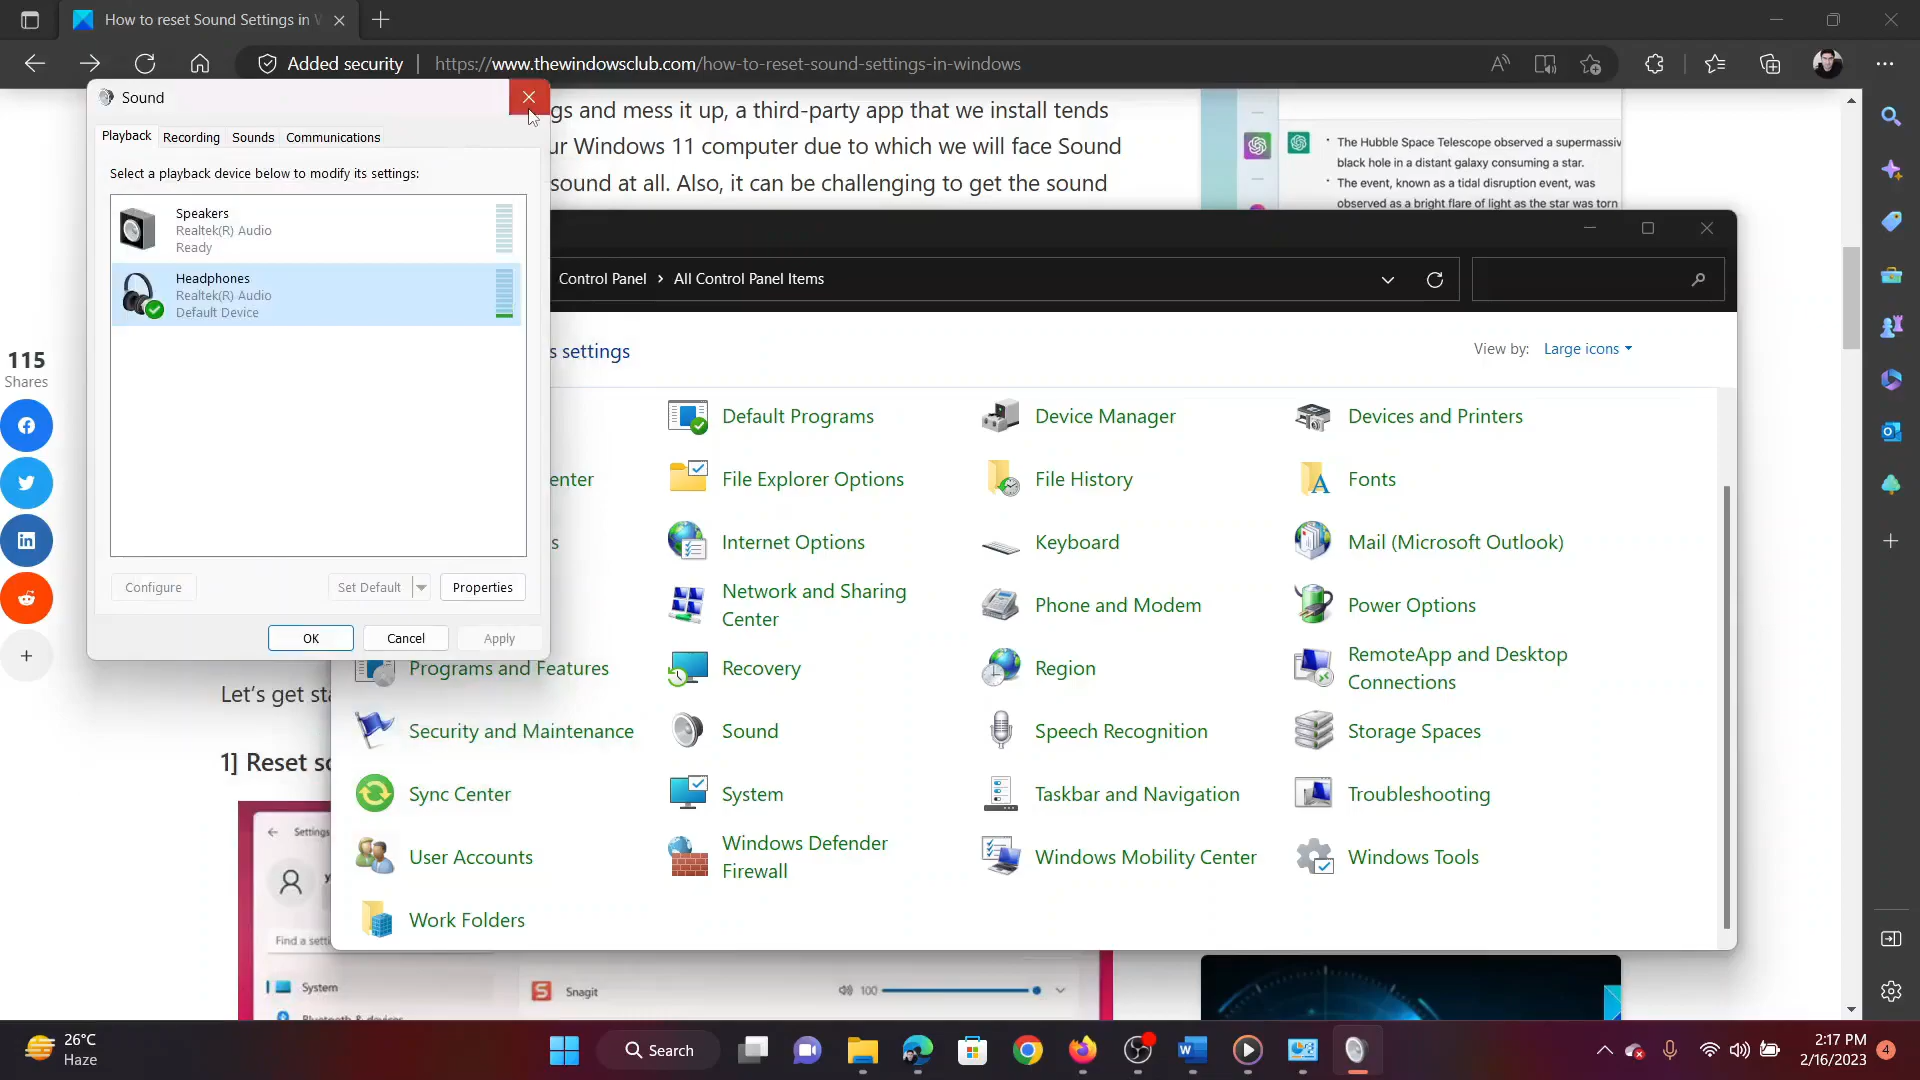 How to reset Sound Settings in
Added security
https://www.thewindowsclub.com/how-to-reset-sound-settings-in-windows
Sound
Playback
Recording
Sounds
Communications
Select a playback device below to modify its settings:
Speakers
Realtek(R) Audio
Ready
Headphones
Realtek(R) Audio
Default Device
Configure
Set Default
Properties
OK
Cancel
Apply
gs and mess it up, a third-party app that we install tends
ur Windows 11 computer due to which we will face Sound
sound at all. Also, it can be challenging to get the sound
• The Hubble Space Telescope observed a supermassiv
black hole in a distant galaxy consuming a star.
• The event, known as a tidal disruption event, was
observed as a bright flare of light as the star was torn
115
Shares
Control Panel > All Control Panel Items
s settings
View by: Large icons
Default Programs
Device Manager
Devices and Printers
enter
File Explorer Options
File History
Fonts
s
Internet Options
Keyboard
Mail (Microsoft Outlook)
Network and Sharing
Center
Phone and Modem
Power Options
Programs and Features
Recovery
Region
RemoteApp and Desktop
Connections
Security and Maintenance
Sound
Speech Recognition
Storage Spaces
Sync Center
System
Taskbar and Navigation
Troubleshooting
User Accounts
Windows Defender
Firewall
Windows Mobility Center
Windows Tools
Work Folders
Let's get sta
1] Reset so
Settings
y
Find a setti
System
Bluetooth & devices
Snagit
100
26°C
Haze
Search
2:17 PM
2/16/2023
4